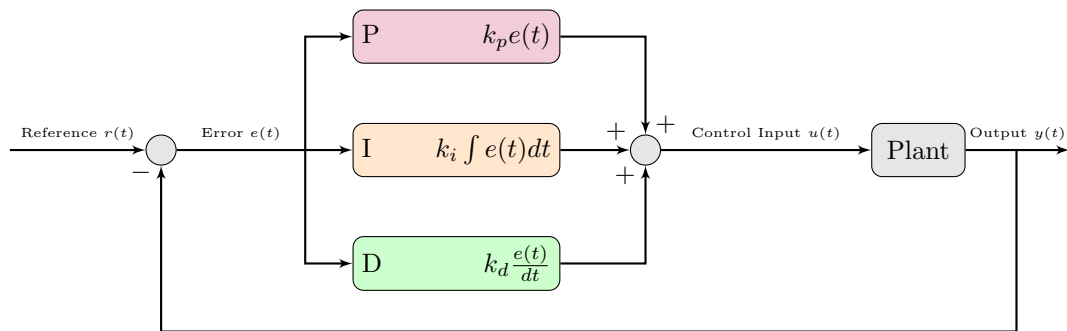 P k_p e(t)
Reference r(t)
Error e(t)
I k_i ∫ e(t)dt
+
+
Control Input u(t)
Plant
Output y(t)
−
+
D k_d e(t)/dt